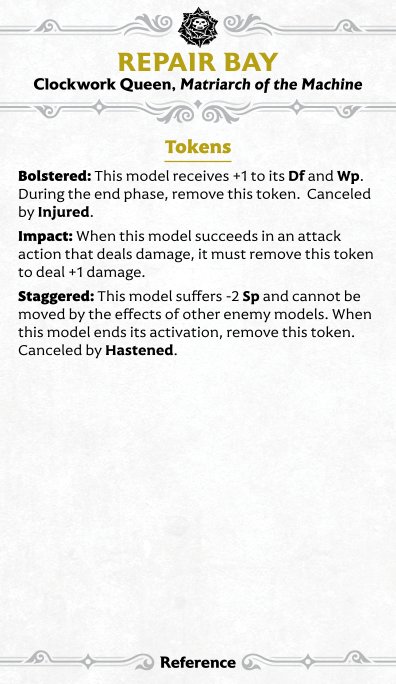 REPAIR BAY
Clockwork Queen, Matriarch of the Machine
Tokens
Bolstered: This model receives +1 to its Df and Wp.
During the end phase, remove this token.  Canceled
by Injured.
Impact: When this model succeeds in an attack
action that deals damage, it must remove this token
to deal +1 damage.
Staggered: This model suffers -2 Sp and cannot be
moved by the effects of other enemy models. When
this model ends its activation, remove this token.
Canceled by Hastened.
Reference